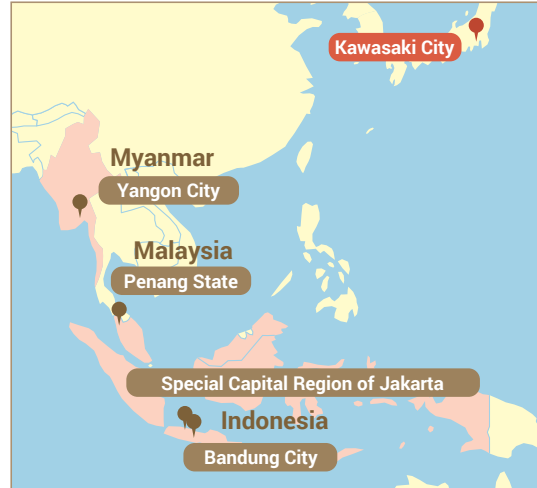 Kawasaki City
Myanmar
Yangon City
Malaysia
Penang State
Special Capital Region of Jakarta
Indonesia
Bandung City